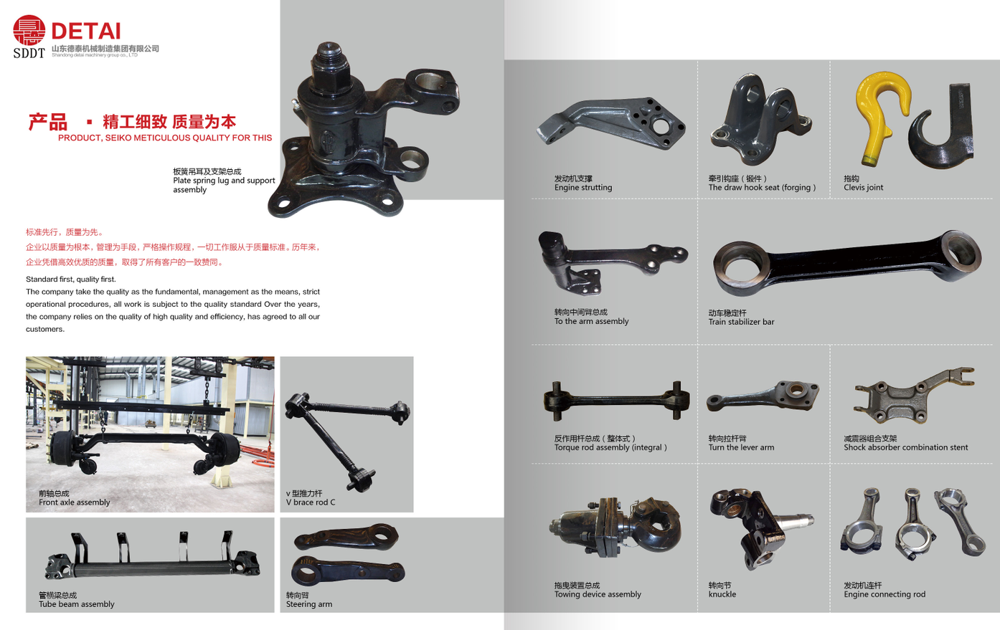 DETAI
SDDT
山东德泰机械制造集团有限公司
Shandong detai machinery group co., LTD
产品 · 精工细致 质量为本
PRODUCT, SEIKO METICULOUS QUALITY FOR THIS
板簧吊耳及支架总成
Plate spring lug and support
assembly
标准先行，质量为先。
企业以质量为根本，管理为手段，严格操作规程，一切工作服从于质量标准。历年来，
企业凭借高效优质的质量，取得了所有客户的一致赞同。
Standard first, quality first.
The company take the quality as the fundamental, management as the means, strict
operational procedures, all work is subject to the quality standard Over the years,
the company relies on the quality of high quality and efficiency, has agreed to all our
customers.
前轴总成
Front axle assembly
v 型推力杆
V brace rod C
管横梁总成
Tube beam assembly
转向臂
Steering arm
发动机支撑
Engine strutting
牵引钩座（锻件）
The draw hook seat (forging )
拖钩
Clevis joint
转向中间臂总成
To the arm assembly
动车稳定杆
Train stabilizer bar
反作用杆总成（整体式）
Torque rod assembly (integral )
转向拉杆臂
Turn the lever arm
减震器组合支架
Shock absorber combination stent
拖曳装置总成
Towing device assembly
转向节
knuckle
发动机连杆
Engine connecting rod